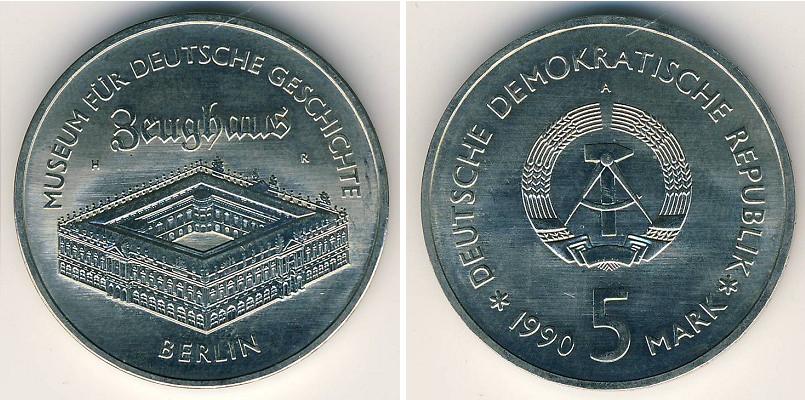 MUSEUM FÜR DEUTSCHE GESCHICHTE
Zeughaus
H R
BERLIN
DEUTSCHE DEMOKRATISCHE REPUBLIK
A
* 1990 5 MARK *